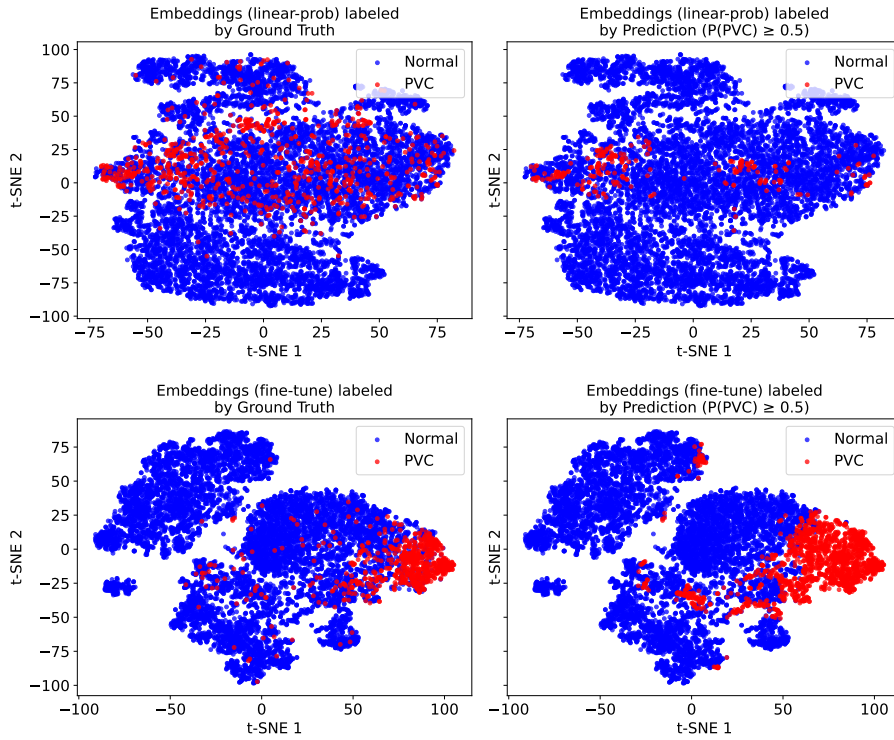 Embeddings (linear-prob) labeled
by Ground Truth
Normal
PVC
t-SNE 2
100
75
50
25
0
−25
−50
−75
−100
−75
−50
−25
0
25
50
75
t-SNE 1
Embeddings (linear-prob) labeled
by Prediction (P(PVC) ≥ 0.5)
Normal
PVC
t-SNE 2
−75
−50
−25
0
25
50
75
t-SNE 1
Embeddings (fine-tune) labeled
by Ground Truth
Normal
PVC
t-SNE 2
75
50
25
0
−25
−50
−75
−100
−100
−50
0
50
100
t-SNE 1
Embeddings (fine-tune) labeled
by Prediction (P(PVC) ≥ 0.5)
Normal
PVC
t-SNE 2
−100
−50
0
50
100
t-SNE 1